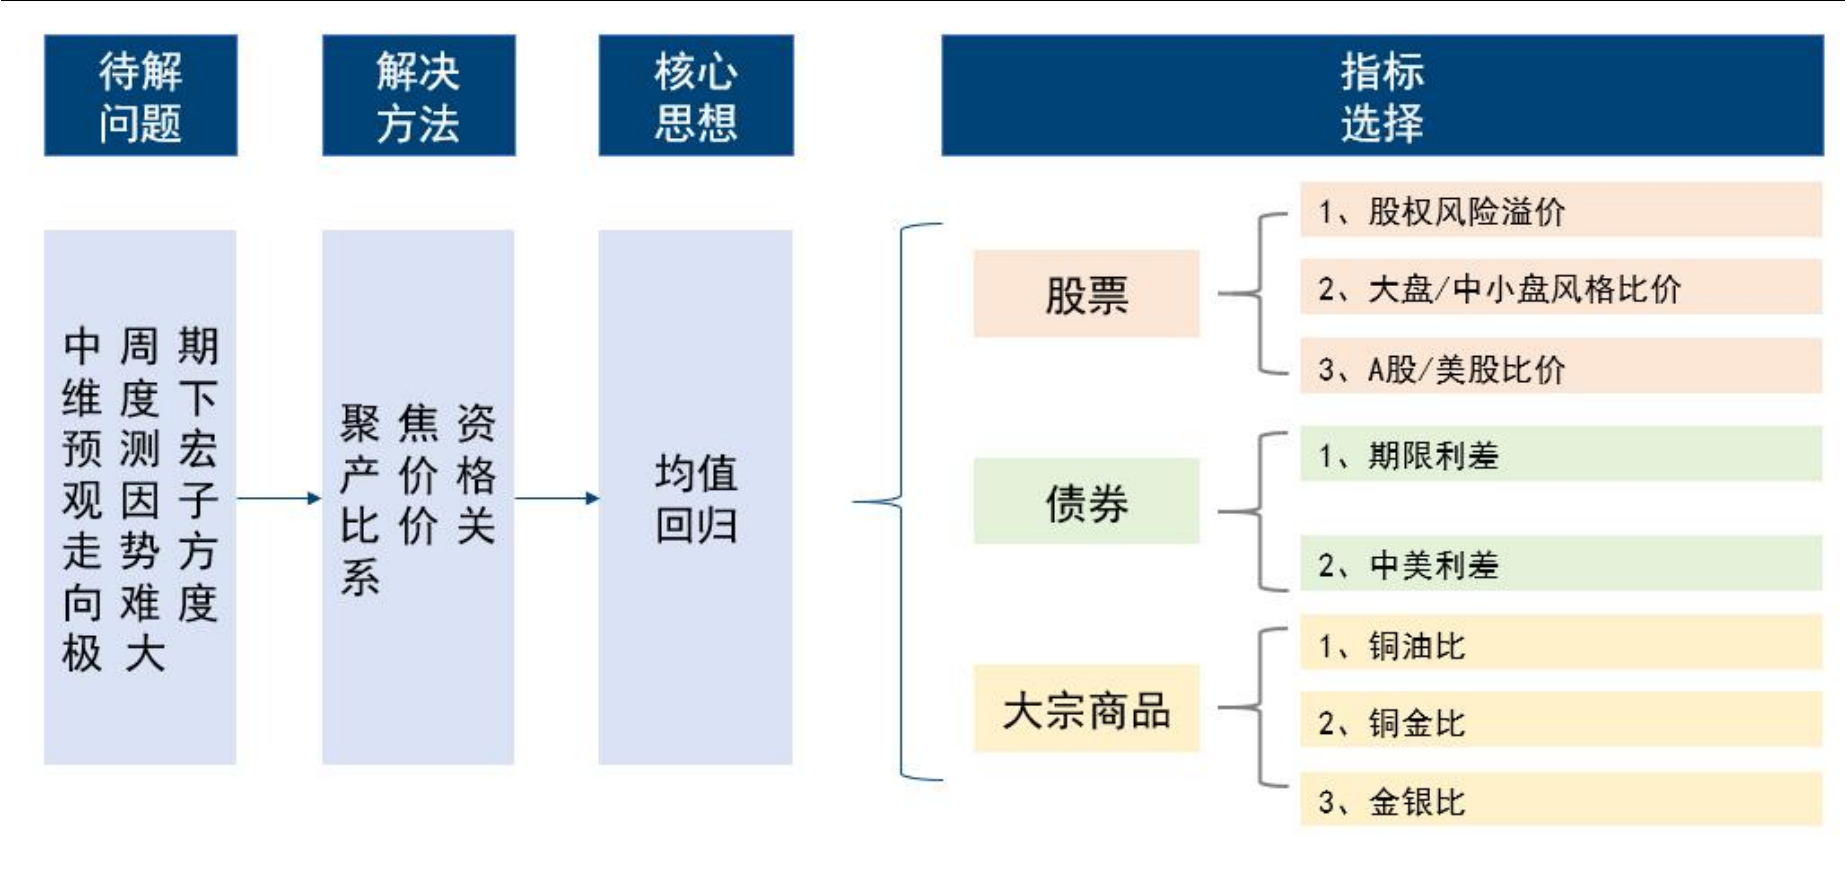 待解
问题
解决
方法
核心
思想
指标
选择
中周期
维度下
预测宏
观因子
走势方
向难度
极大
聚焦资
产价格
比价关
系
均值
回归
股票
1、股权风险溢价
2、大盘/中小盘风格比价
3、A股/美股比价
债券
1、期限利差
2、中美利差
大宗商品
1、铜油比
2、铜金比
3、金银比